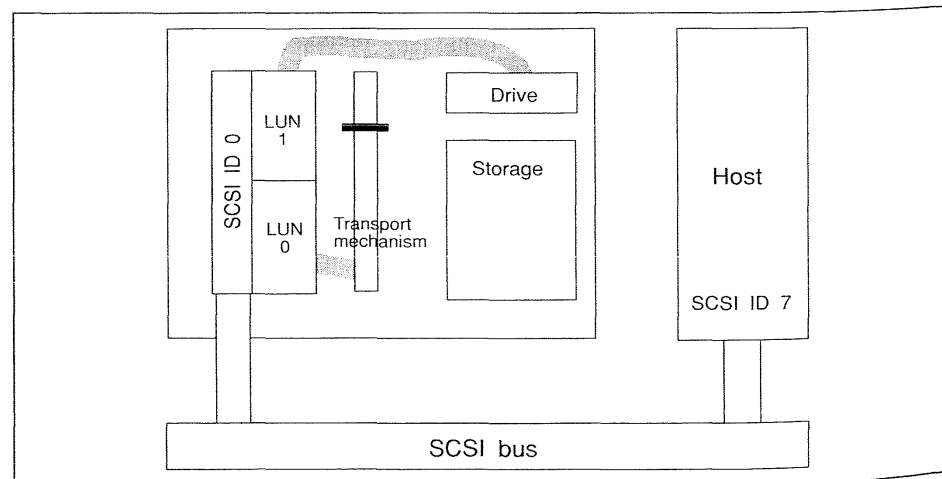 SCSI ID 0
LUN
1
LUN
0
Transport
mechanism
Drive
Storage
Host
SCSI ID 7
SCSI bus